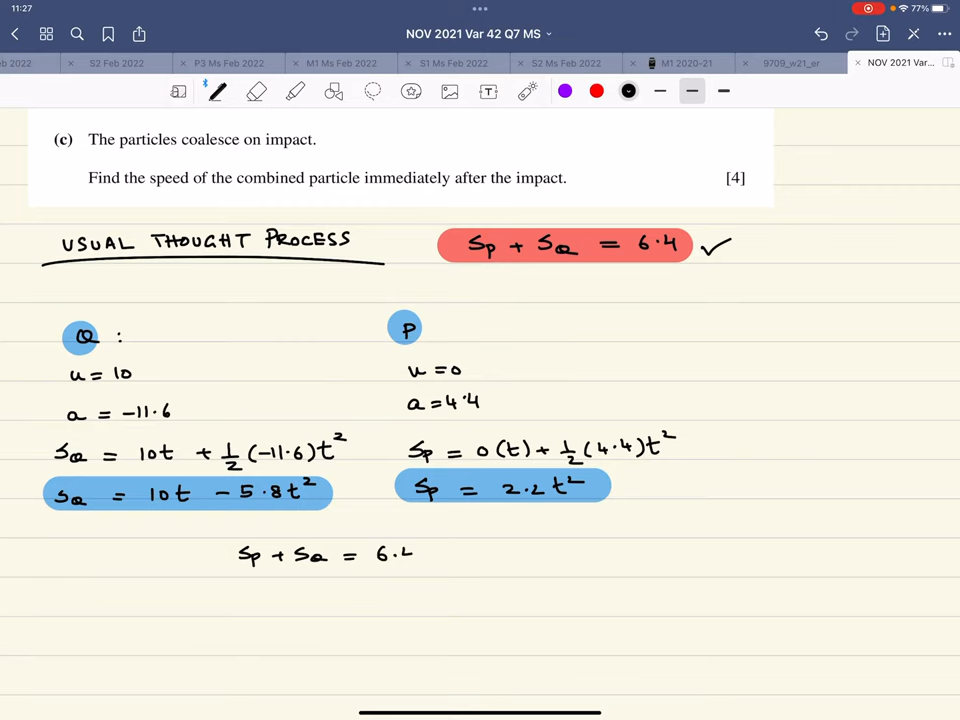 11:27
77%
NOV 2021 Var 42 Q7 MS
b 2022
S2 Feb 2022
P3 Ms Feb 2022
M1 Ms Feb 2022
S1 Ms Feb 2022
S2 Ms Feb 2022
M1 2020-21
9709_w21_er
NOV 2021 Var...
(c) The particles coalesce on impact.
Find the speed of the combined particle immediately after the impact. [4]
USUAL THOUGHT PROCESS
Sp + SQ = 6.4 ✓
Q :
P
u = 10
u = 0
a = -11.6
a = 4.4
SQ = 10t + 1/2 (-11.6)t²
Sp = 0(t) + 1/2 (4.4)t²
SQ = 10t - 5.8t²
Sp = 2.2t²
Sp + SQ = 6.4